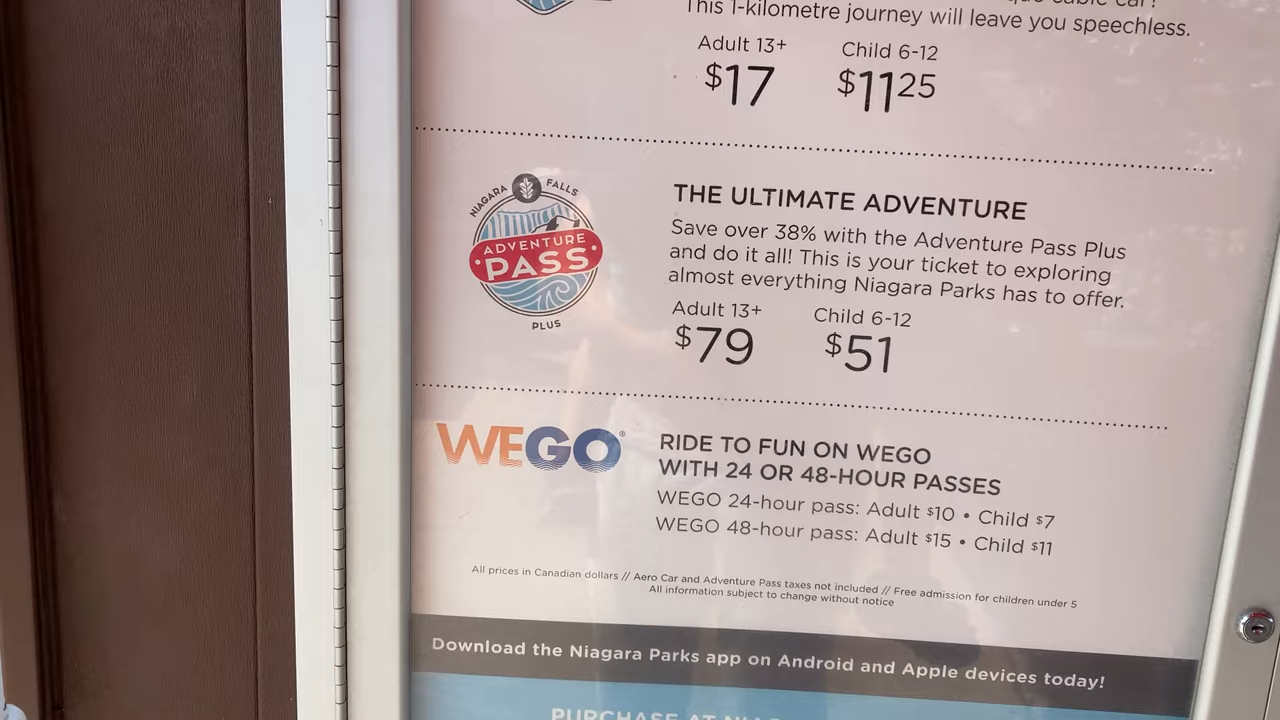 This 1-kilometre journey will leave you speechless.
Adult 13+ Child 6-12
$17 $11 25
NIAGARA FALLS
ADVENTURE
PASS
PLUS
THE ULTIMATE ADVENTURE
Save over 38% with the Adventure Pass Plus
and do it all! This is your ticket to exploring
almost everything Niagara Parks has to offer.
Adult 13+ Child 6-12
$79 $51
WEGO®
RIDE TO FUN ON WEGO
WITH 24 OR 48-HOUR PASSES
WEGO 24-hour pass: Adult $10 • Child $7
WEGO 48-hour pass: Adult $15 • Child $11
All prices in Canadian dollars // Aero Car and Adventure Pass taxes not included // Free admission for children under 5
All information subject to change without notice
Download the Niagara Parks app on Android and Apple devices today!
PURCHASE AT